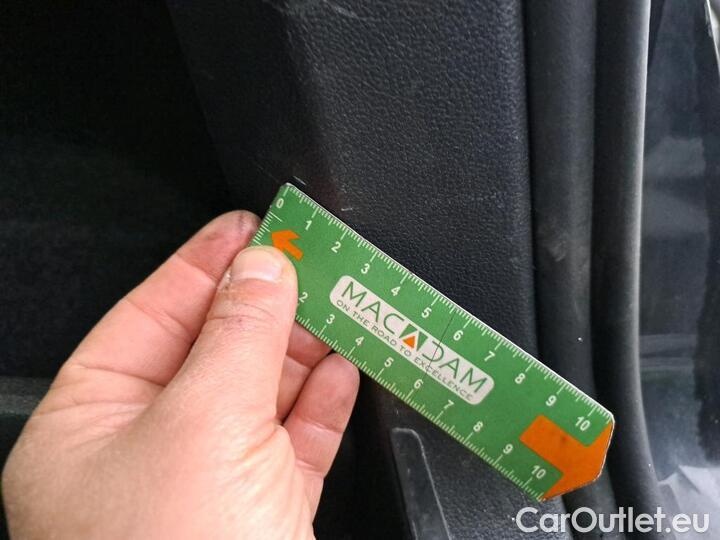 0 1 2 3 4 5 6 7 8 9 10
MACADAM
ON THE ROAD TO EXCELLENCE
2 3 4 5 6 7 8 9 10
CarOutlet.eu